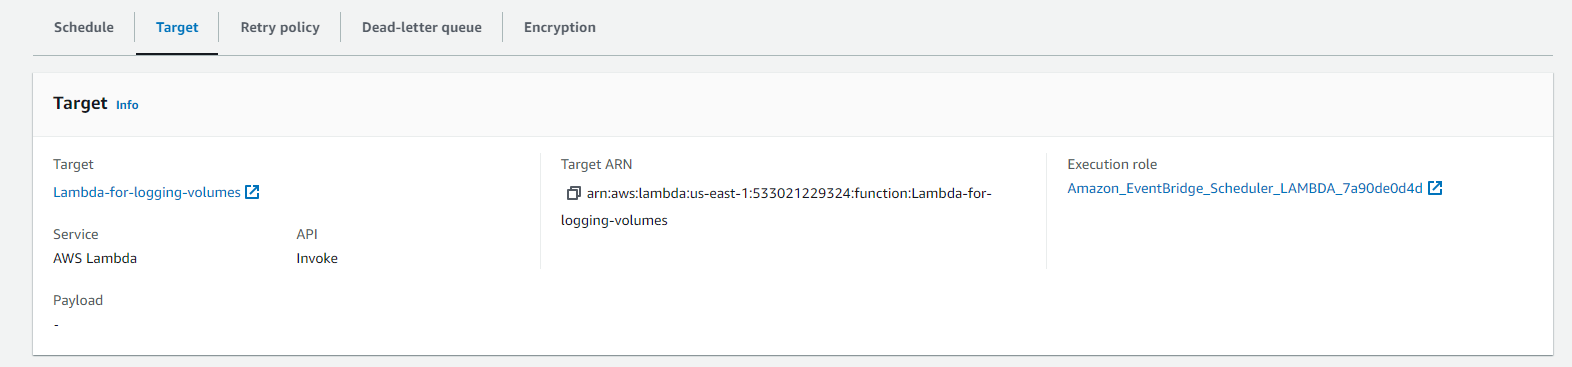 Schedule
Target
Retry policy
Dead-letter queue
Encryption
Target Info
Target
Lambda-for-logging-volumes
Service
AWS Lambda
API
Invoke
Payload
-
Target ARN
arn:aws:lambda:us-east-1:533021229324:function:Lambda-for-
logging-volumes
Execution role
Amazon_EventBridge_Scheduler_LAMBDA_7a90de0d4d